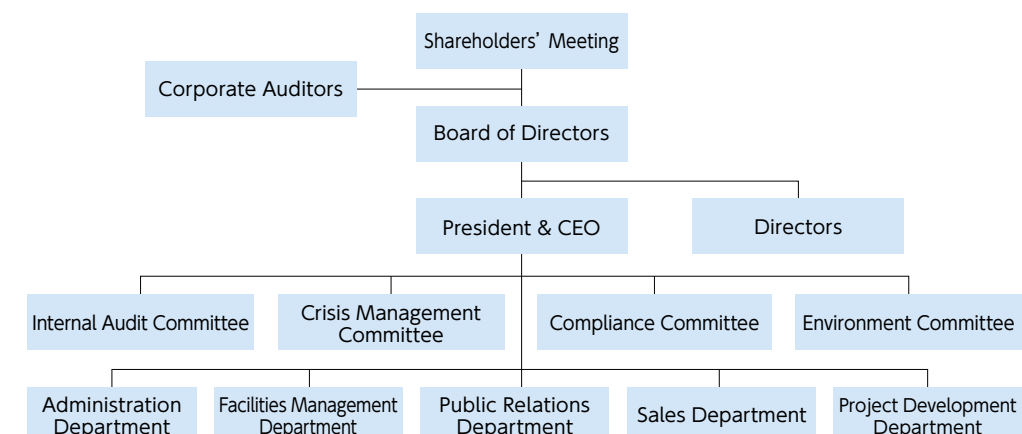 Shareholders’ Meeting
Corporate Auditors
Board of Directors
President & CEO
Directors
Internal Audit Committee
Crisis Management
Committee
Compliance Committee
Environment Committee
Administration
Department
Facilities Management
Department
Public Relations
Department
Sales Department
Project Development
Department